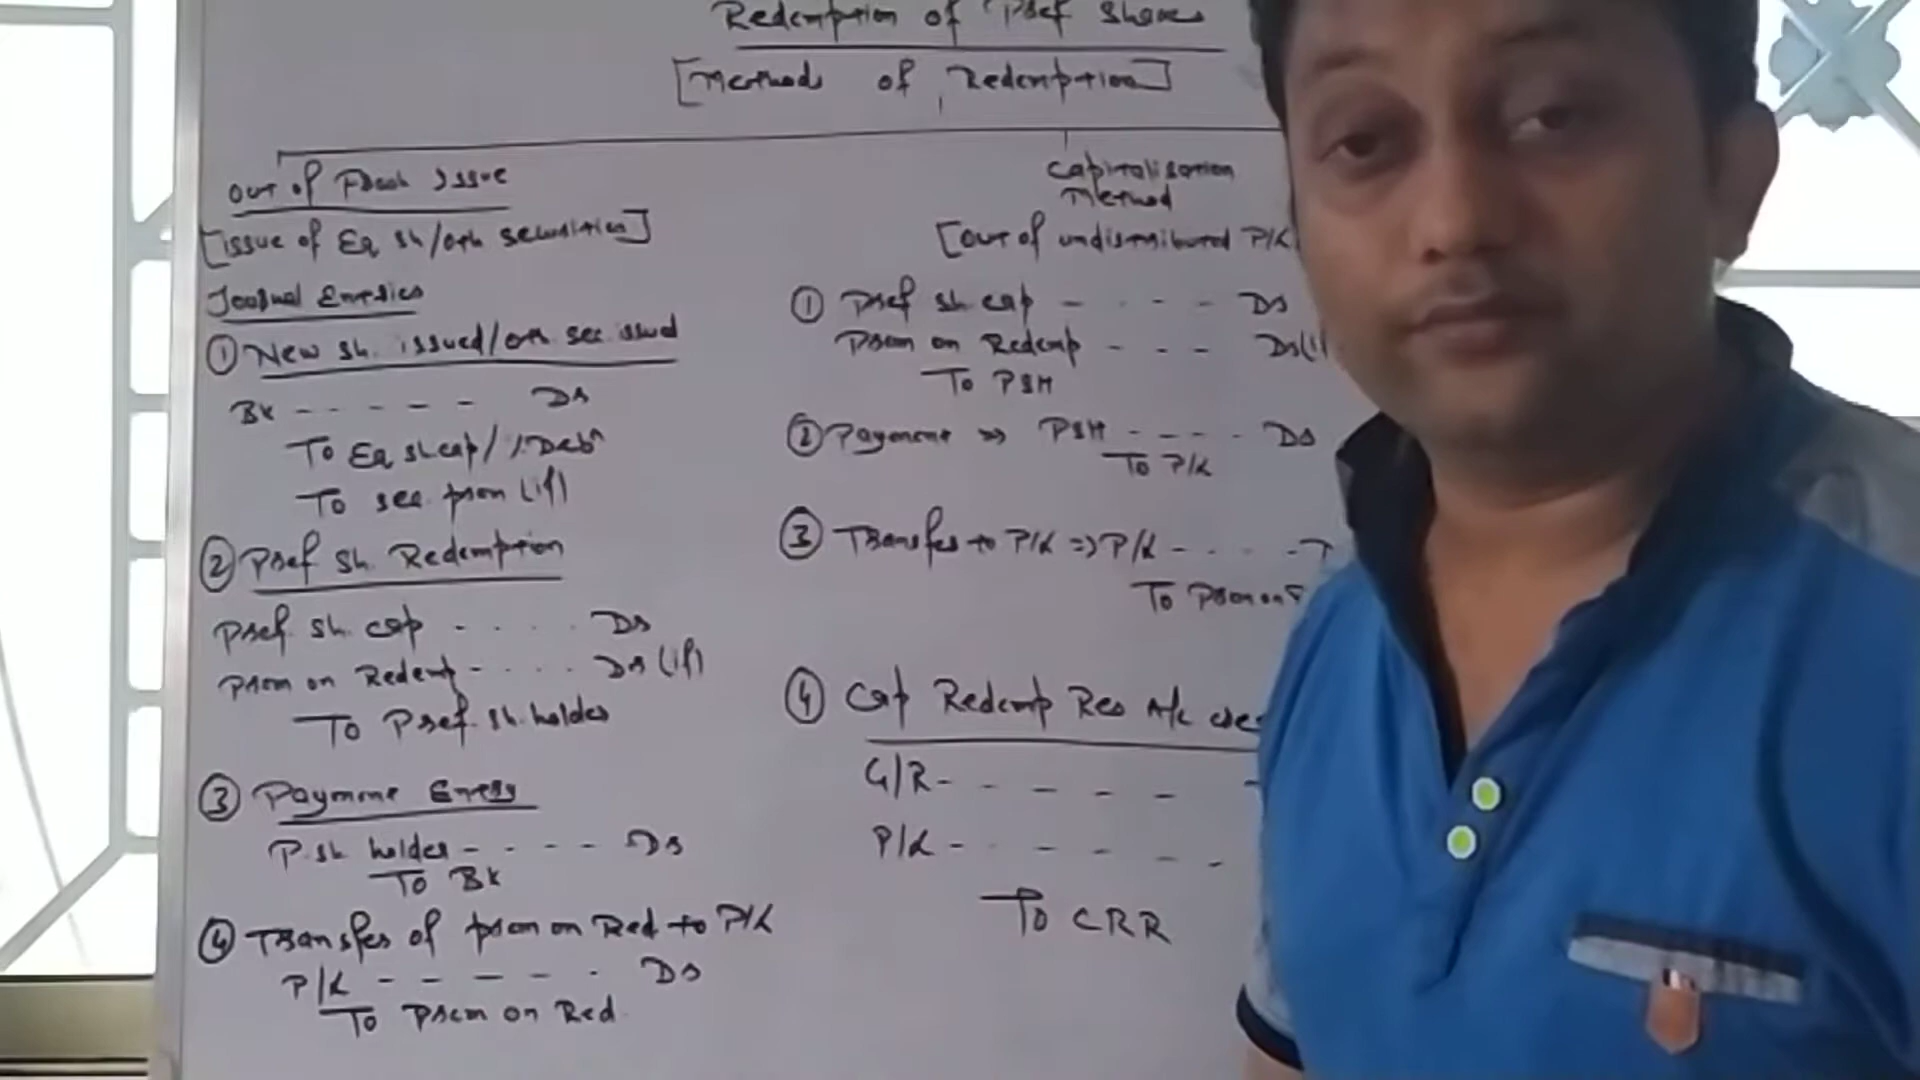 Redemption of Pref Shares
[Methods of Redemption]
Out of Fresh Issue
[issue of Eq sh/oth securities]
Journal Entries
① New sh. issued/oth. sec. issued
Bk ----- Dr
To Eq sh cap/%Deb
To sec. prem (if)
② Pref Sh. Redemption
Pref. sh. cap .... Dr
Prem on Redemp -.... Dr (if)
To Pref. sh. holder
③ Payment Entry
P. sh holder ----- Dr
To Bk
④ Transfer of prem on Red to P/L
P/L ------ Dr
To Prem on Red.
Capitalisation
Method
[Out of undistributed P/L
① Pref sh. cap ---- Dr
Prem on Redemp --- Dr (if
To PSH
② Payment => PSH ---- Dr
To P/L
③ Transfer to P/L => P/L -----
To Prem on
④ Cap Redemp Res A/c
G/R -----
P/L -----
To CRR